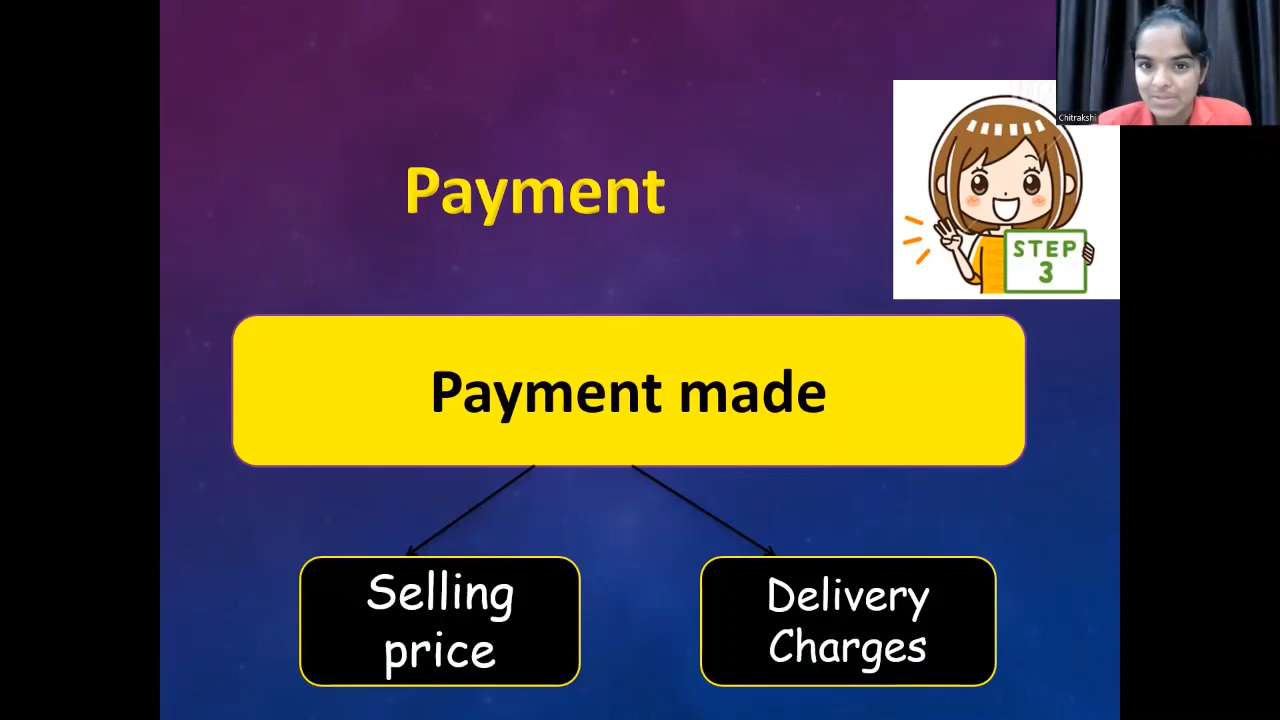 Chitrakshi
Payment
STEP
3
Payment made
Selling
price
Delivery
Charges